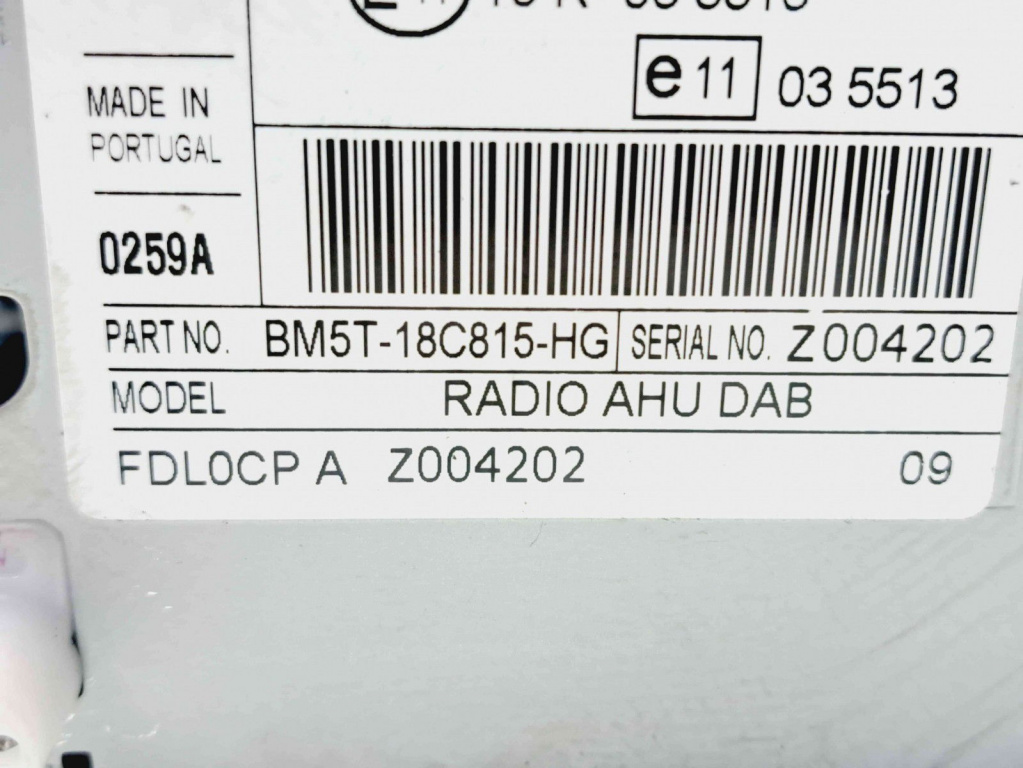 e 11 03 5513
MADE IN
PORTUGAL
0259A
PART NO. BM5T-18C815-HG SERIAL NO. Z004202
MODEL RADIO AHU DAB
FDL0CP A Z004202 09